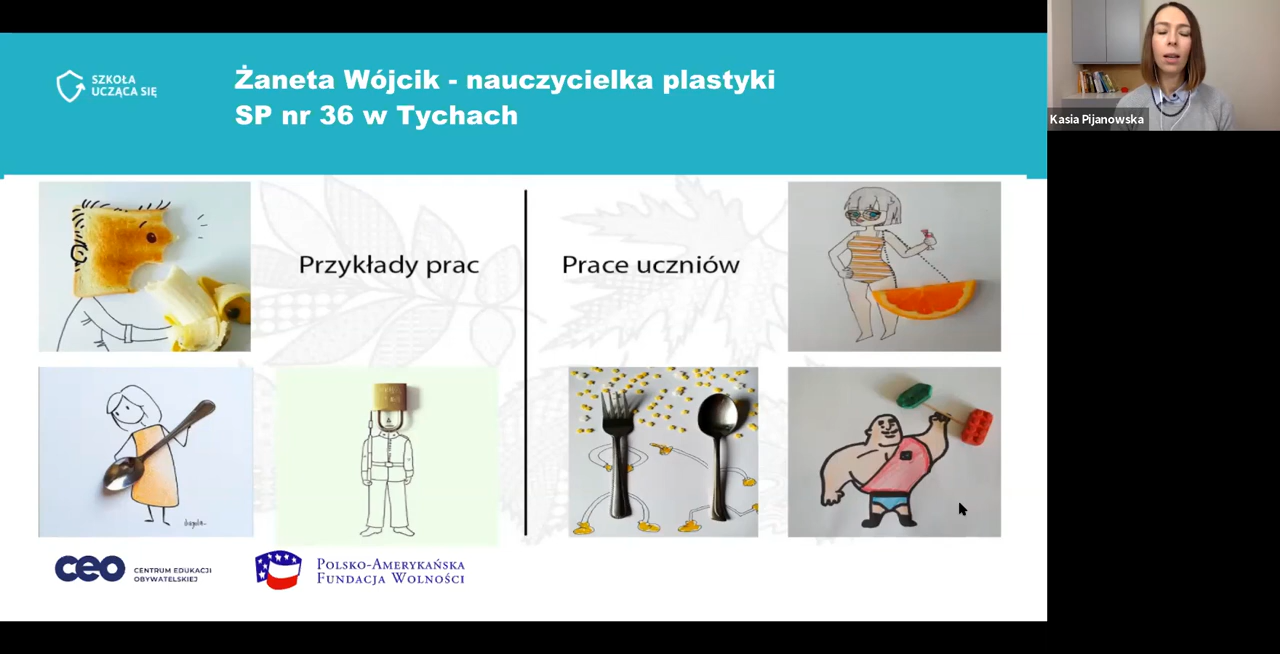 SZKOŁA
UCZĄCA SIĘ
Żaneta Wójcik - nauczycielka plastyki
SP nr 36 w Tychach
Kasia Pijanowska
Przykłady prac
Prace uczniów
CEO
CENTRUM EDUKACJI
OBYWATELSKIEJ
POLSKO-AMERYKAŃSKA
FUNDACJA WOLNOŚCI